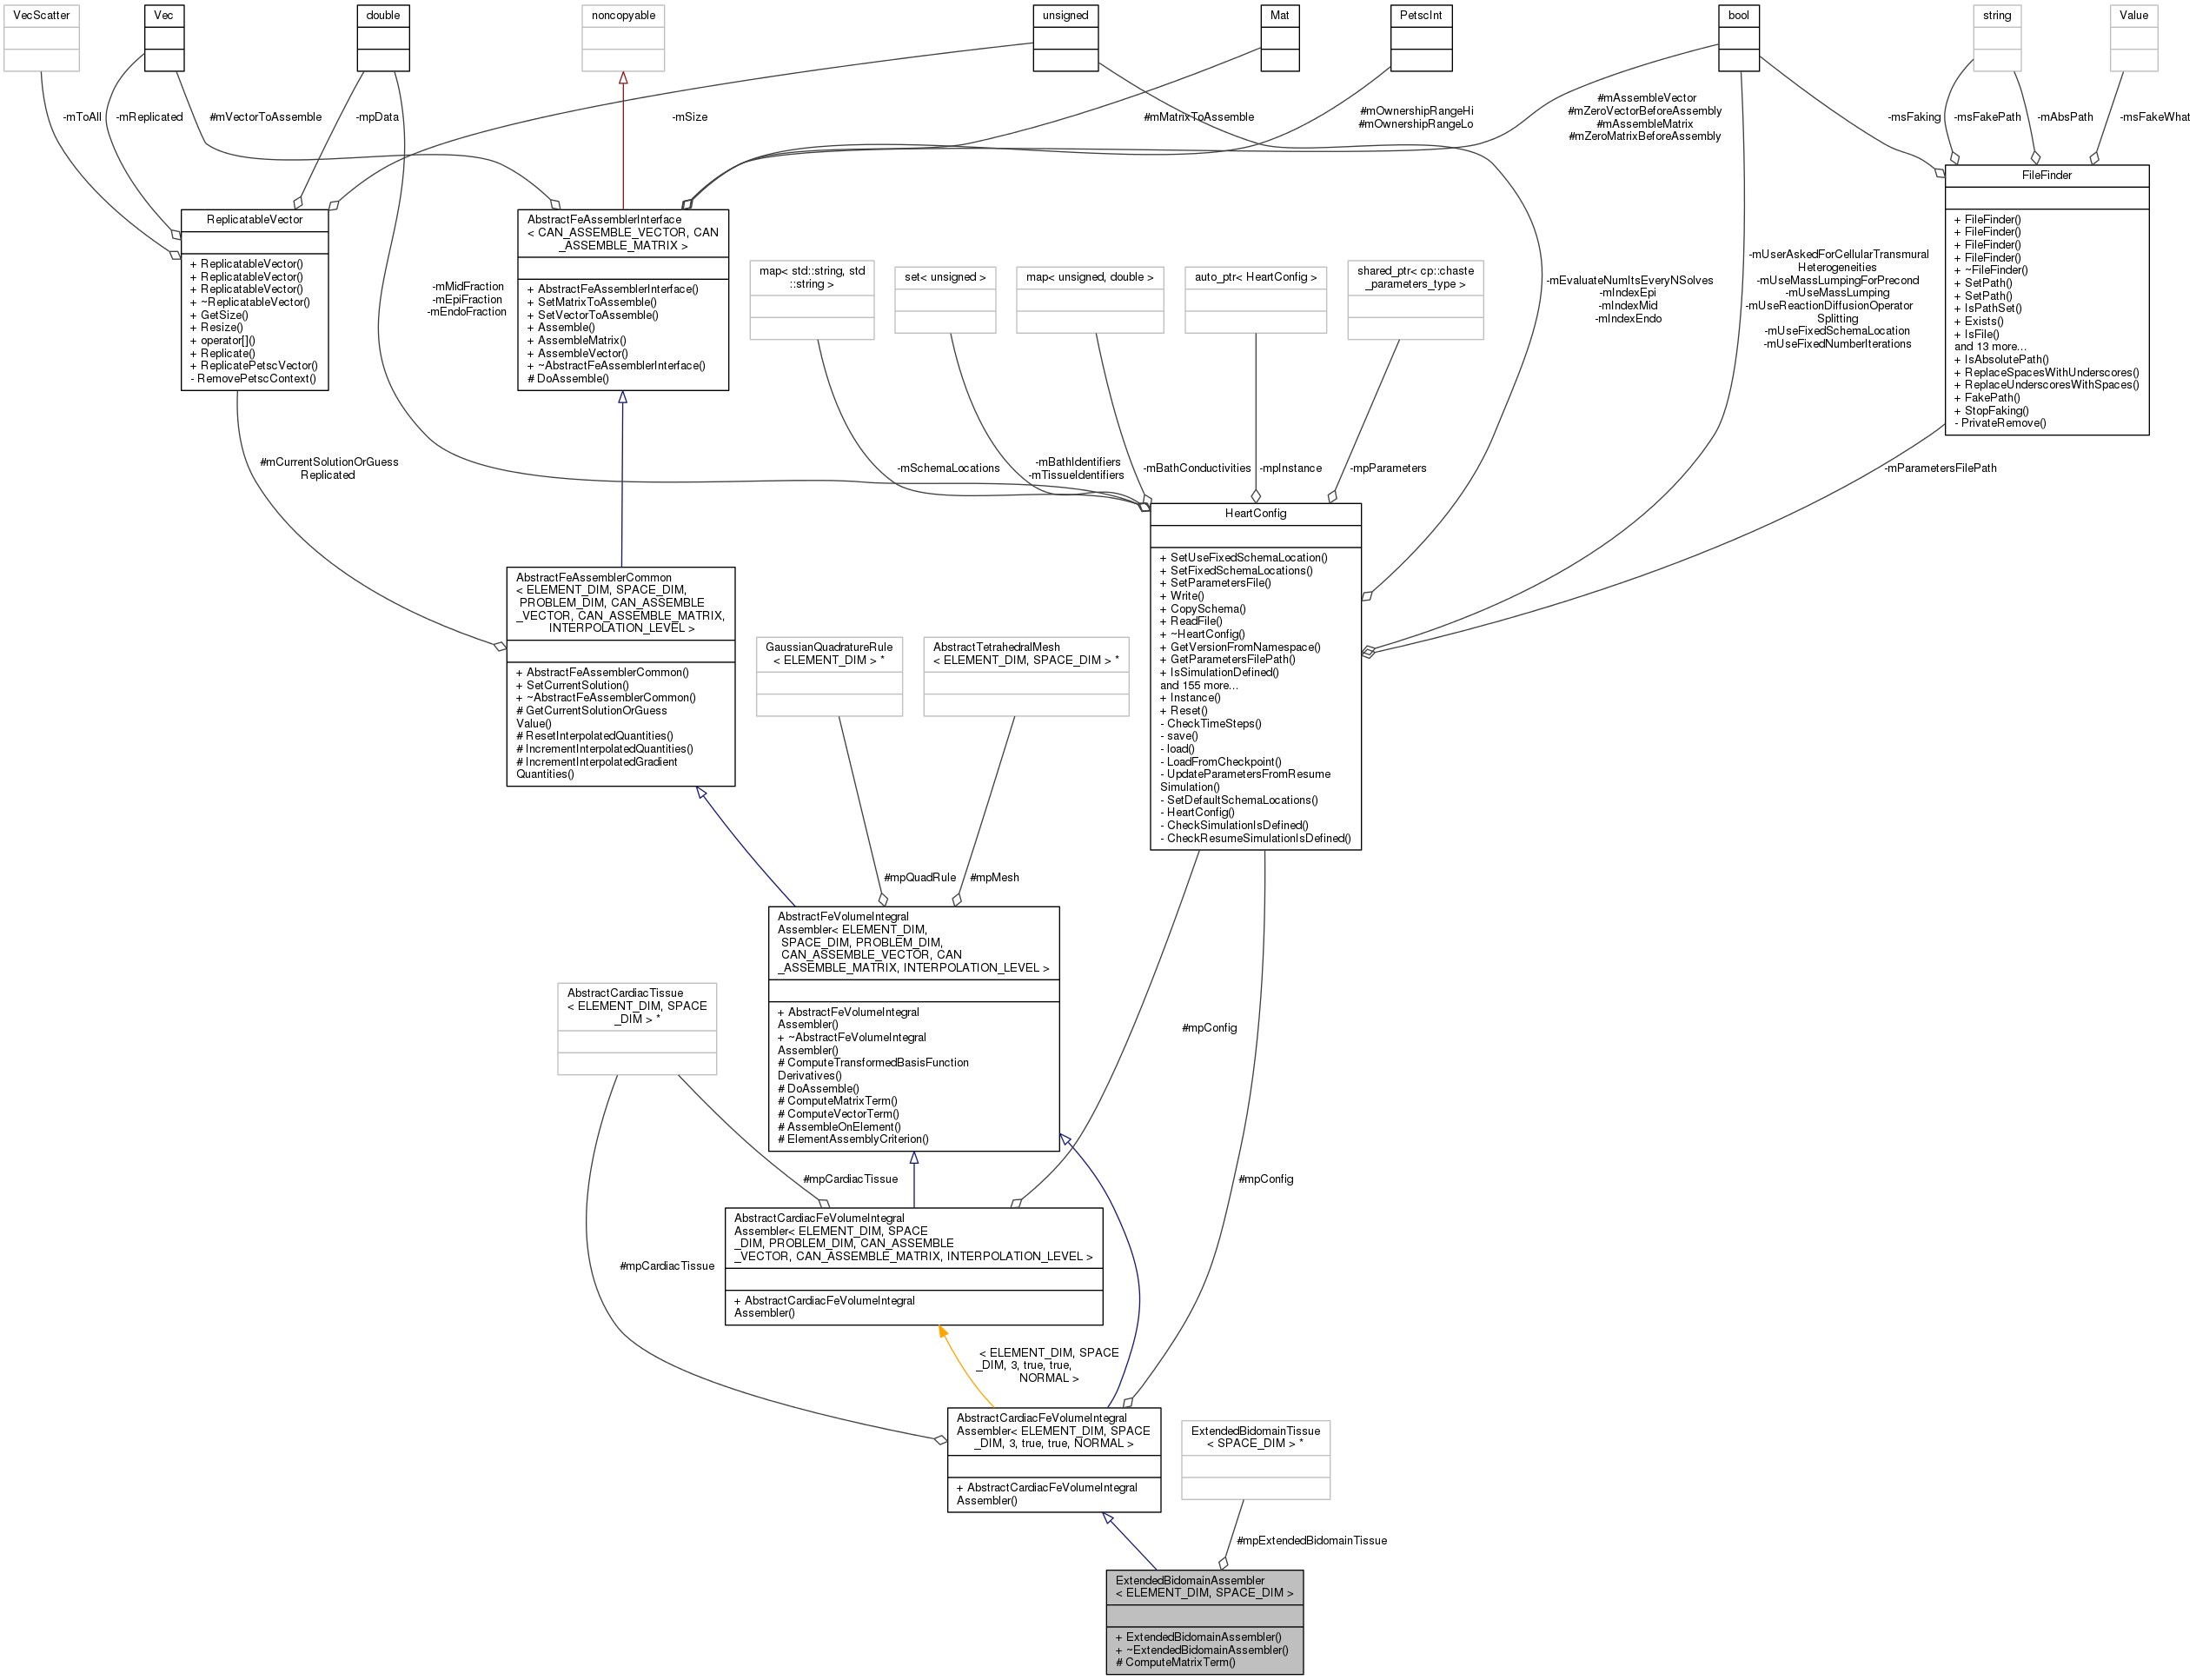 VecScatter
Vec
double
noncopyable
unsigned
Mat
PetscInt
bool
string
Value
-mToAll
-mReplicated
#mVectorToAssemble
-mpData
-mSize
#mMatrixToAssemble
#mOwnershipRangeHi
#mOwnershipRangeLo
#mAssembleVector
#mZeroVectorBeforeAssembly
#mAssembleMatrix
#mZeroMatrixBeforeAssembly
-msFaking
-msFakePath
-mAbsPath
-msFakeWhat
ReplicatableVector
+ ReplicatableVector()
+ ReplicatableVector()
+ ReplicatableVector()
+ ~ReplicatableVector()
+ GetSize()
+ Resize()
+ operator[]()
+ Replicate()
+ ReplicatePetscVector()
- RemovePetscContext()
-mMidFraction
-mEpiFraction
-mEndoFraction
AbstractFeAssemblerInterface
< CAN_ASSEMBLE_VECTOR, CAN
_ASSEMBLE_MATRIX >
+ AbstractFeAssemblerInterface()
+ SetMatrixToAssemble()
+ SetVectorToAssemble()
+ Assemble()
+ AssembleMatrix()
+ AssembleVector()
+ ~AbstractFeAssemblerInterface()
# DoAssemble()
map< std::string, std
::string >
set< unsigned >
map< unsigned, double >
auto_ptr< HeartConfig >
shared_ptr< cp::chaste
_parameters_type >
-mEvaluateNumItsEveryNSolves
-mIndexEpi
-mIndexMid
-mIndexEndo
-mUserAskedForCellularTransmural
Heterogeneities
-mUseMassLumpingForPrecond
-mUseMassLumping
-mUseReactionDiffusionOperator
Splitting
-mUseFixedSchemaLocation
-mUseFixedNumberIterations
FileFinder
+ FileFinder()
+ FileFinder()
+ FileFinder()
+ FileFinder()
+ ~FileFinder()
+ SetPath()
+ SetPath()
+ IsPathSet()
+ Exists()
+ IsFile()
and 13 more...
+ IsAbsolutePath()
+ ReplaceSpacesWithUnderscores()
+ ReplaceUnderscoresWithSpaces()
+ FakePath()
+ StopFaking()
- PrivateRemove()
#mCurrentSolutionOrGuess
Replicated
-mSchemaLocations
-mBathIdentifiers
-mTissueIdentifiers
-mBathConductivities
-mpInstance
-mpParameters
-mParametersFilePath
HeartConfig
+ SetUseFixedSchemaLocation()
+ SetFixedSchemaLocations()
+ SetParametersFile()
+ Write()
+ CopySchema()
+ ReadFile()
+ ~HeartConfig()
+ GetVersionFromNamespace()
+ GetParametersFilePath()
+ IsSimulationDefined()
and 155 more...
+ Instance()
+ Reset()
- CheckTimeSteps()
- save()
- load()
- LoadFromCheckpoint()
- UpdateParametersFromResume
Simulation()
- SetDefaultSchemaLocations()
- HeartConfig()
- CheckSimulationIsDefined()
- CheckResumeSimulationIsDefined()
AbstractFeAssemblerCommon
< ELEMENT_DIM, SPACE_DIM,
PROBLEM_DIM, CAN_ASSEMBLE
_VECTOR, CAN_ASSEMBLE_MATRIX,
INTERPOLATION_LEVEL >
+ AbstractFeAssemblerCommon()
+ SetCurrentSolution()
+ ~AbstractFeAssemblerCommon()
# GetCurrentSolutionOrGuess
Value()
# ResetInterpolatedQuantities()
# IncrementInterpolatedQuantities()
# IncrementInterpolatedGradient
Quantities()
GaussianQuadratureRule
< ELEMENT_DIM > *
AbstractTetrahedralMesh
< ELEMENT_DIM, SPACE_DIM > *
#mpQuadRule
#mpMesh
AbstractFeVolumeIntegral
Assembler< ELEMENT_DIM,
SPACE_DIM, PROBLEM_DIM,
CAN_ASSEMBLE_VECTOR, CAN
_ASSEMBLE_MATRIX, INTERPOLATION_LEVEL >
+ AbstractFeVolumeIntegral
Assembler()
+ ~AbstractFeVolumeIntegral
Assembler()
# ComputeTransformedBasisFunction
Derivatives()
# DoAssemble()
# ComputeMatrixTerm()
# ComputeVectorTerm()
# AssembleOnElement()
# ElementAssemblyCriterion()
AbstractCardiacTissue
< ELEMENT_DIM, SPACE
_DIM > *
#mpConfig
#mpCardiacTissue
#mpConfig
AbstractCardiacFeVolumeIntegral
Assembler< ELEMENT_DIM, SPACE
_DIM, PROBLEM_DIM, CAN_ASSEMBLE
_VECTOR, CAN_ASSEMBLE_MATRIX, INTERPOLATION_LEVEL >
+ AbstractCardiacFeVolumeIntegral
Assembler()
#mpCardiacTissue
< ELEMENT_DIM, SPACE
_DIM, 3, true, true,
NORMAL >
AbstractCardiacFeVolumeIntegral
Assembler< ELEMENT_DIM, SPACE
_DIM, 3, true, true, NORMAL >
+ AbstractCardiacFeVolumeIntegral
Assembler()
ExtendedBidomainTissue
< SPACE_DIM > *
#mpExtendedBidomainTissue
ExtendedBidomainAssembler
< ELEMENT_DIM, SPACE_DIM >
+ ExtendedBidomainAssembler()
+ ~ExtendedBidomainAssembler()
# ComputeMatrixTerm()